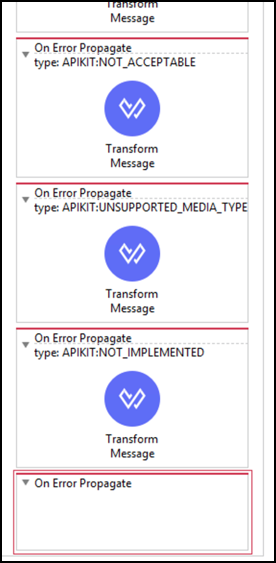 Transform
Message
On Error Propagate
type: APIKIT:NOT_ACCEPTABLE
Transform
Message
On Error Propagate
type: APIKIT:UNSUPPORTED_MEDIA_TYPE
Transform
Message
On Error Propagate
type: APIKIT:NOT_IMPLEMENTED
Transform
Message
On Error Propagate